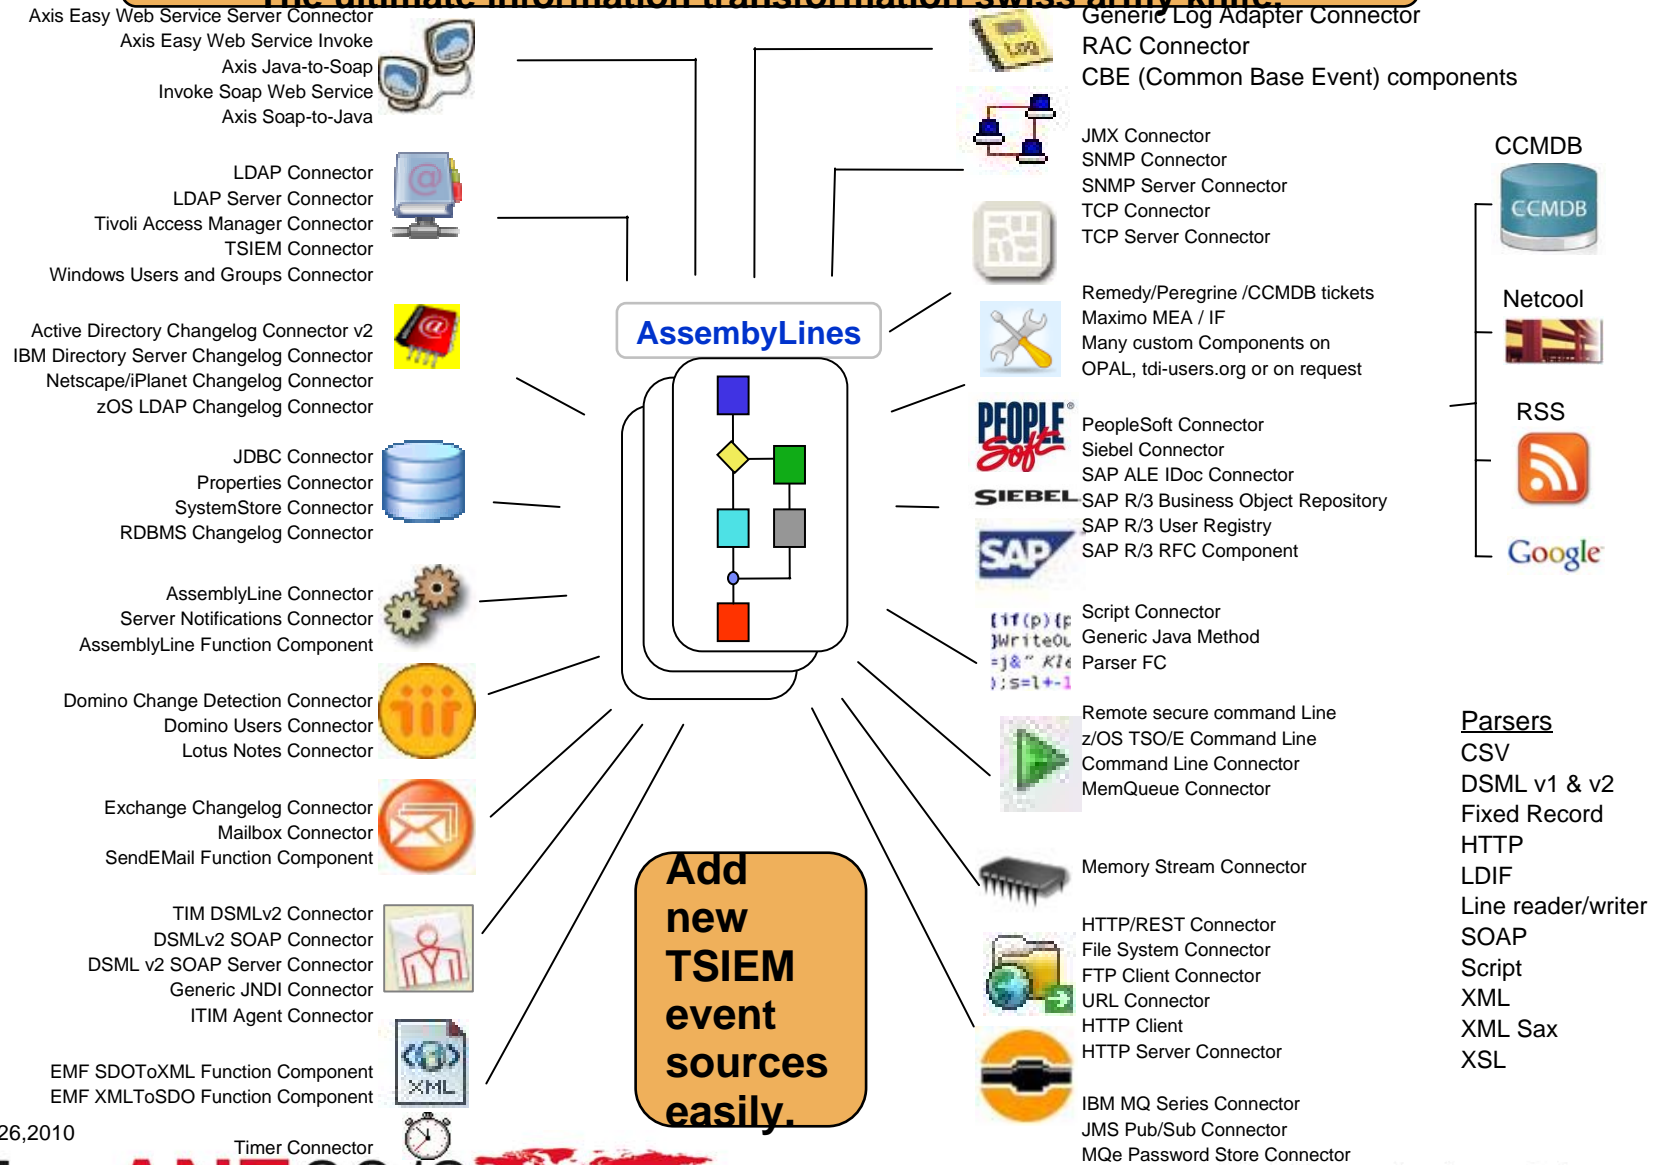 The ultimate information transformation swiss army knife.
Axis Easy Web Service Server Connector
Axis Easy Web Service Invoke
Axis Java-to-Soap
Invoke Soap Web Service
Axis Soap-to-Java
LDAP Connector
LDAP Server Connector
Tivoli Access Manager Connector
TSIEM Connector
Windows Users and Groups Connector
Active Directory Changelog Connector v2
IBM Directory Server Changelog Connector
Netscape/iPlanet Changelog Connector
zOS LDAP Changelog Connector
JDBC Connector
Properties Connector
SystemStore Connector
RDBMS Changelog Connector
AssemblyLine Connector
Server Notifications Connector
AssemblyLine Function Component
Domino Change Detection Connector
Domino Users Connector
Lotus Notes Connector
Exchange Changelog Connector
Mailbox Connector
SendEMail Function Component
TIM DSMLv2 Connector
DSMLv2 SOAP Connector
DSML v2 SOAP Server Connector
Generic JNDI Connector
ITIM Agent Connector
EMF SDOToXML Function Component
EMF XMLToSDO Function Component
XML
Timer Connector
26,2010
AssembyLines
Add
new
TSIEM
event
sources
easily.
LOG
Generic Log Adapter Connector
RAC Connector
CBE (Common Base Event) components
JMX Connector
SNMP Connector
SNMP Server Connector
TCP Connector
TCP Server Connector
Remedy/Peregrine /CCMDB tickets
Maximo MEA / IF
Many custom Components on
OPAL, tdi-users.org or on request
PEOPLE
Soft
SIEBEL
SAP
PeopleSoft Connector
Siebel Connector
SAP ALE IDoc Connector
SAP R/3 Business Object Repository
SAP R/3 User Registry
SAP R/3 RFC Component
[if(p){p
}WriteOu
=j&" Kle
);s=l+-1
Script Connector
Generic Java Method
Parser FC
Remote secure command Line
z/OS TSO/E Command Line
Command Line Connector
MemQueue Connector
Memory Stream Connector
HTTP/REST Connector
File System Connector
FTP Client Connector
URL Connector
HTTP Client
HTTP Server Connector
IBM MQ Series Connector
JMS Pub/Sub Connector
MQe Password Store Connector
CCMDB
CCMDB
Netcool
RSS
Google
Parsers
CSV
DSML v1 & v2
Fixed Record
HTTP
LDIF
Line reader/writer
SOAP
Script
XML
XML Sax
XSL